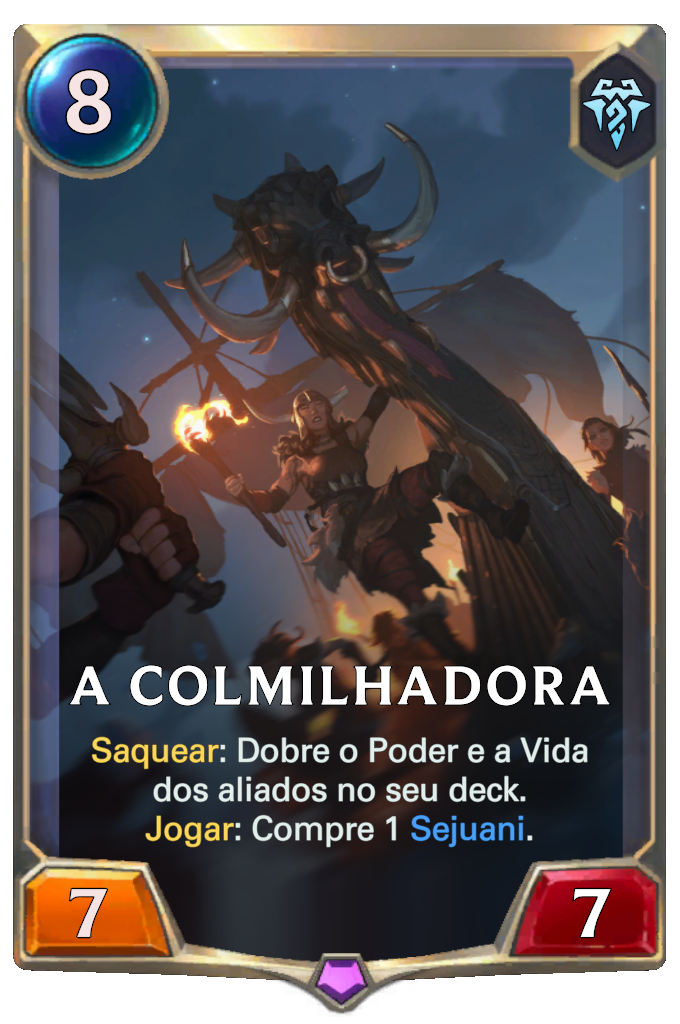 8
A COLMILHADORA
Saquear: Dobre o Poder e a Vida
dos aliados no seu deck.
Jogar: Compre 1 Sejuani.
7
7